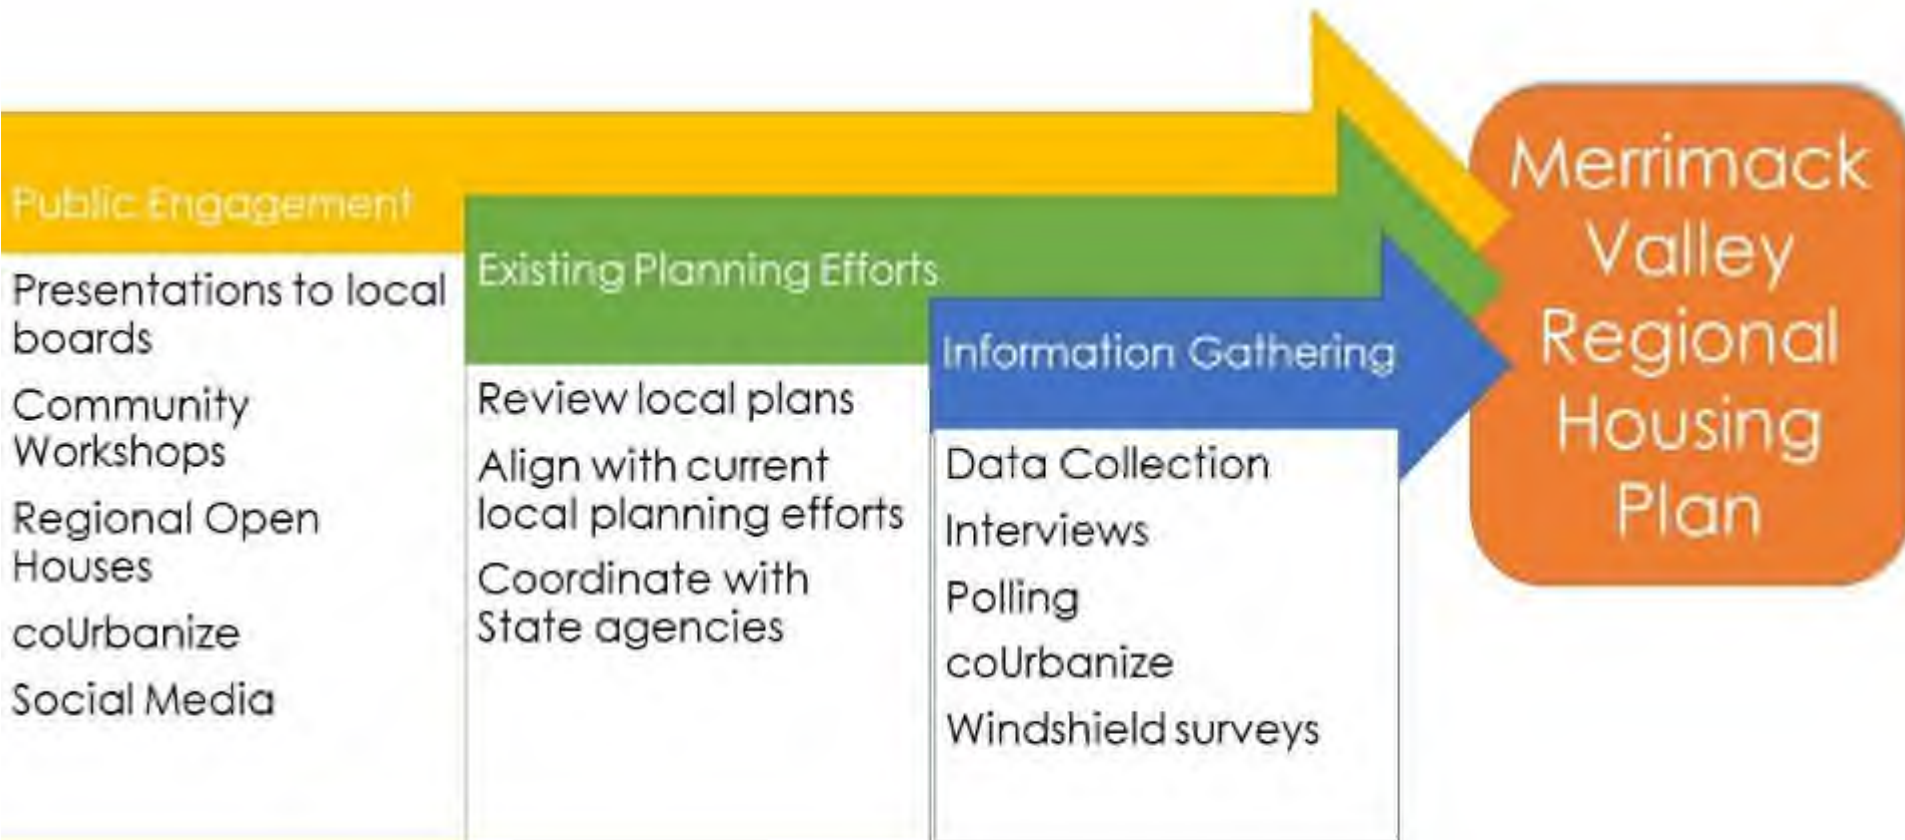 Public Engagement
Presentations to local
boards
Community
Workshops
Regional Open
Houses
coUrbanize
Social Media
Existing Planning Efforts
Review local plans
Align with current
local planning efforts
Coordinate with
State agencies
Information Gathering
Data Collection
Interviews
Polling
coUrbanize
Windshield surveys
Merrimack
Valley
Regional
Housing
Plan